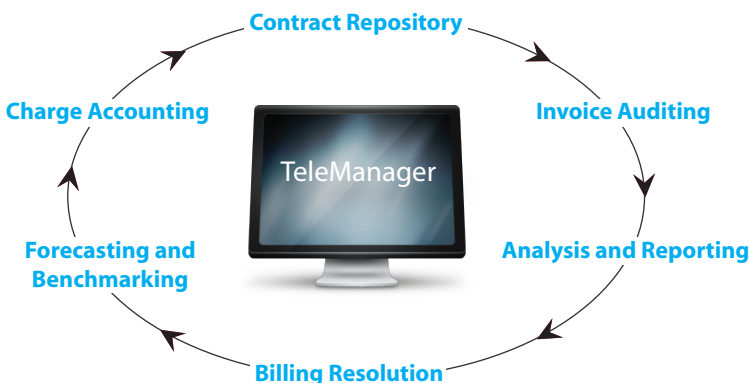 Contract Repository
Charge Accounting
Invoice Auditing
TeleManager
Forecasting and
Benchmarking
Analysis and Reporting
Billing Resolution